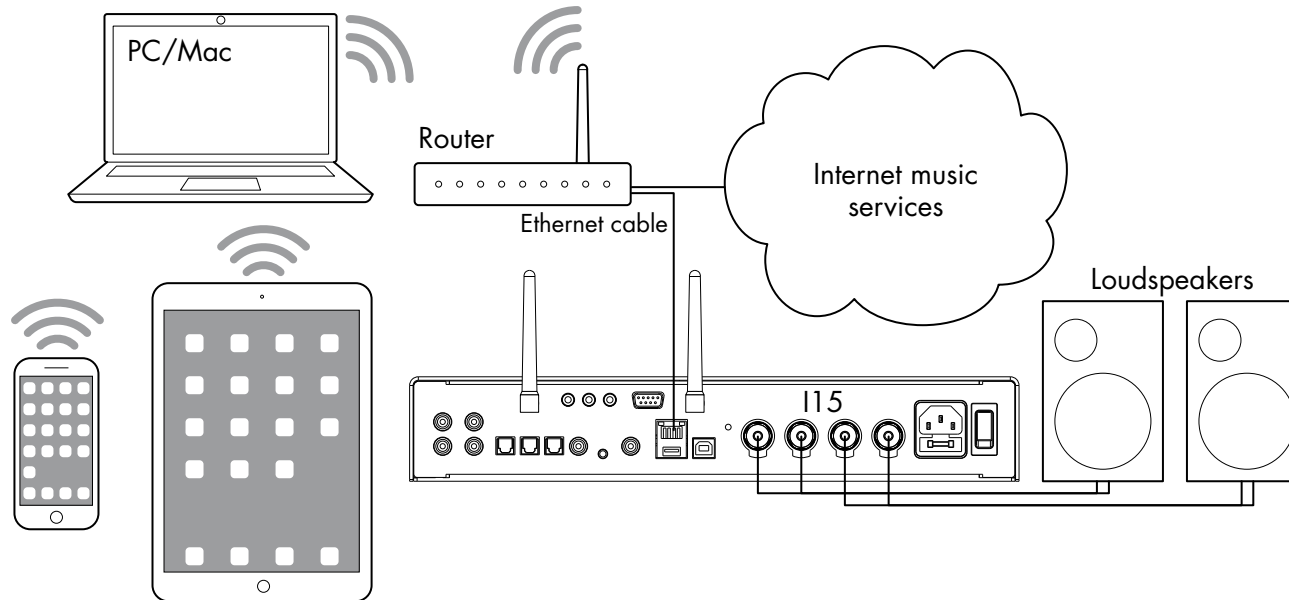 PC/Mac
Router
Ethernet cable
Internet music
services
Loudspeakers
I15